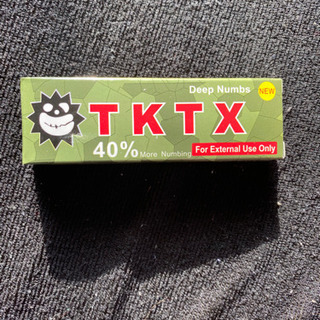 Deep Numbs
NEW
TKTX
40% More Numbing
For External Use Only